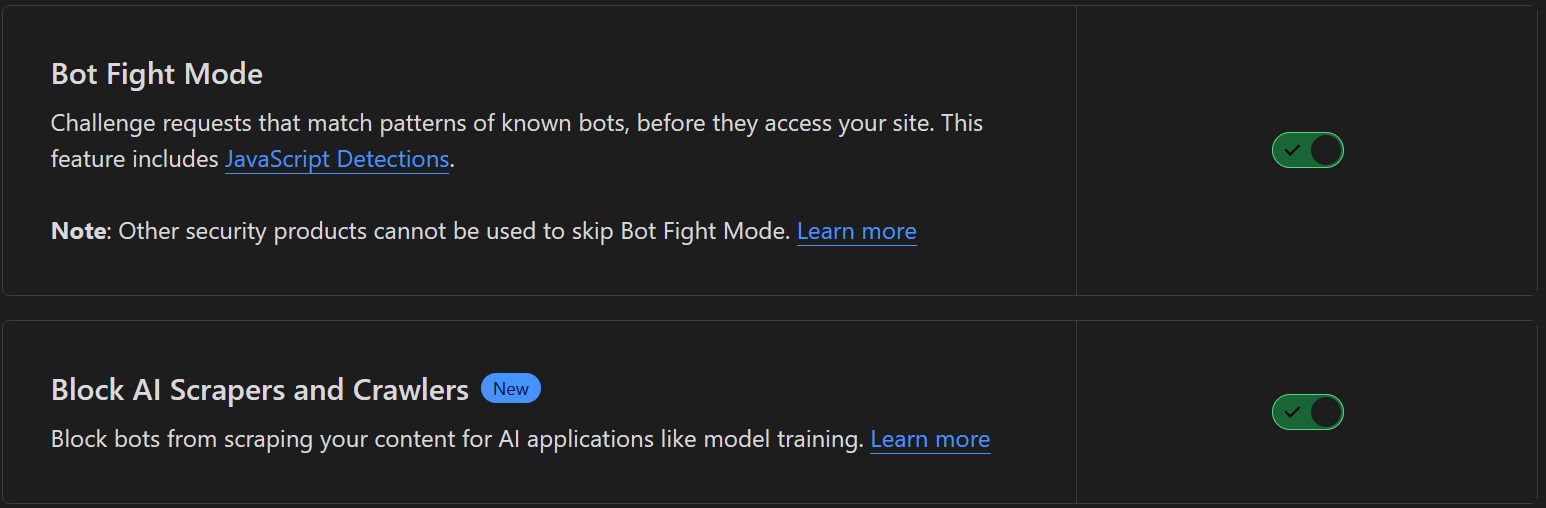 Bot Fight Mode
Challenge requests that match patterns of known bots, before they access your site. This
feature includes JavaScript Detections.
Note: Other security products cannot be used to skip Bot Fight Mode. Learn more
Block AI Scrapers and Crawlers New
Block bots from scraping your content for AI applications like model training. Learn more